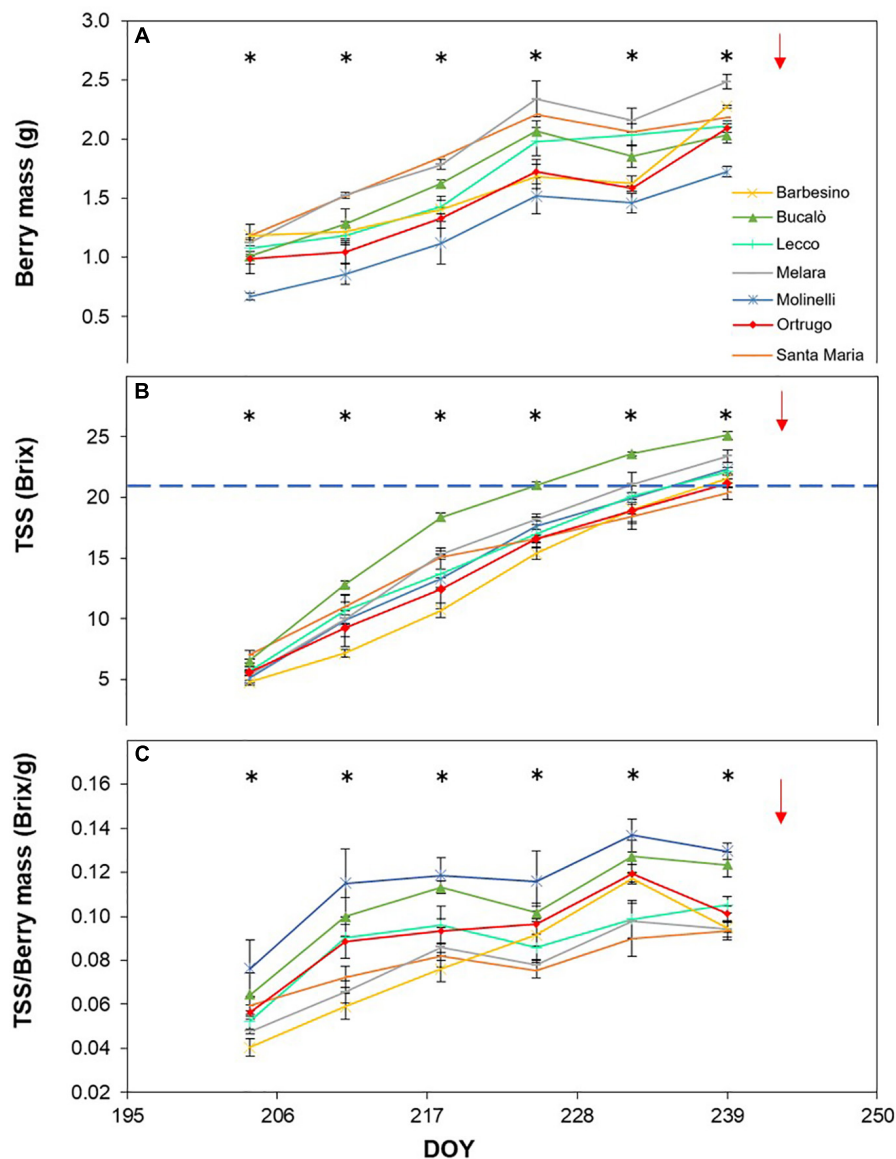 A
* * * * * *
Berry mass (g)
3.0
2.5
2.0
1.5
1.0
0.5
Barbesino
Bucalò
Lecco
Melara
Molinelli
Ortrugo
Santa Maria
B
* * * * * *
TSS (Brix)
25
20
15
10
5
C
* * * * * *
TSS/Berry mass (Brix/g)
0.16
0.14
0.12
0.10
0.08
0.06
0.04
0.02
195 206 217 228 239 250
DOY